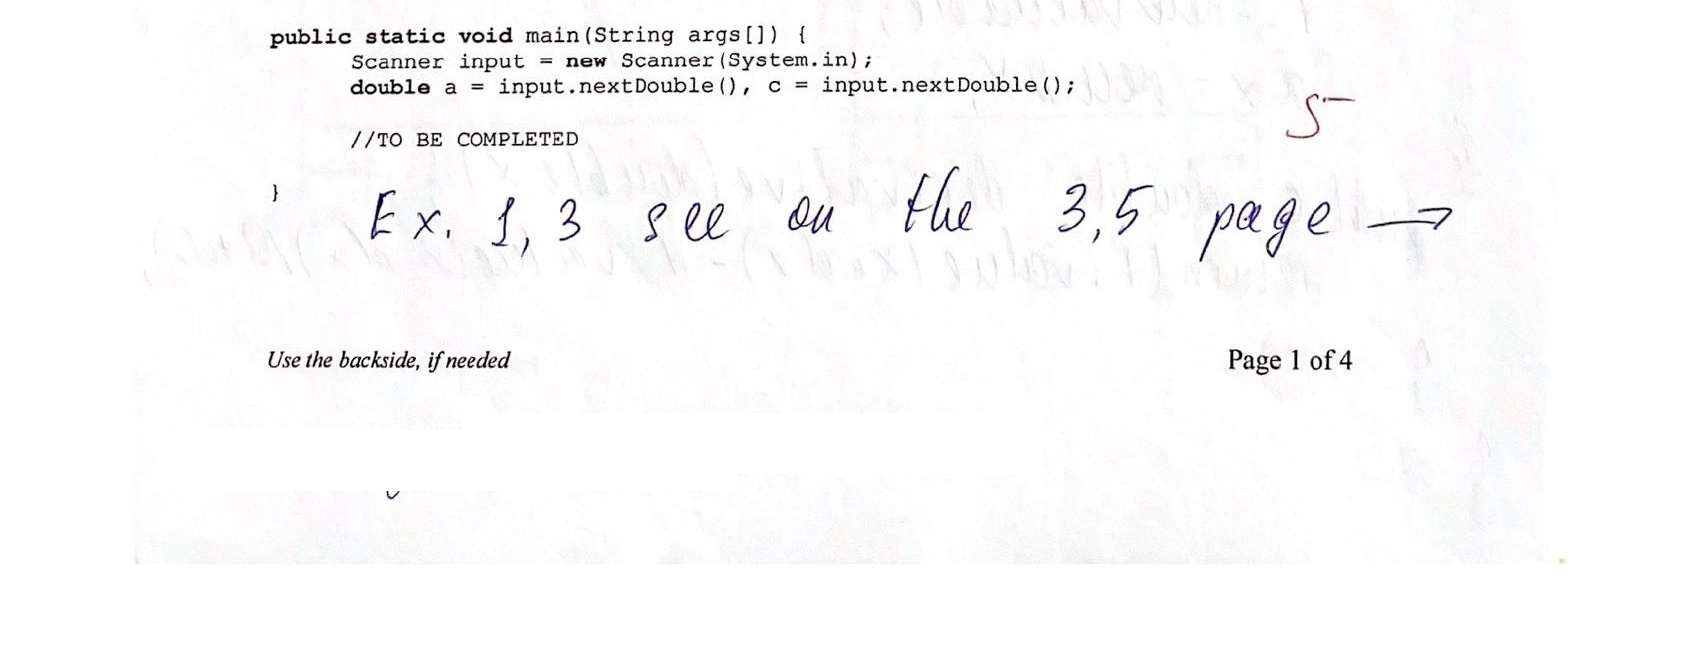 public static void main(String args[]) {
Scanner input = new Scanner(System.in);
double a = input.nextDouble(), c = input.nextDouble();
5
//TO BE COMPLETED
}
Ex. 1, 3 see on the 3,5 page →
Use the backside, if needed
Page 1 of 4